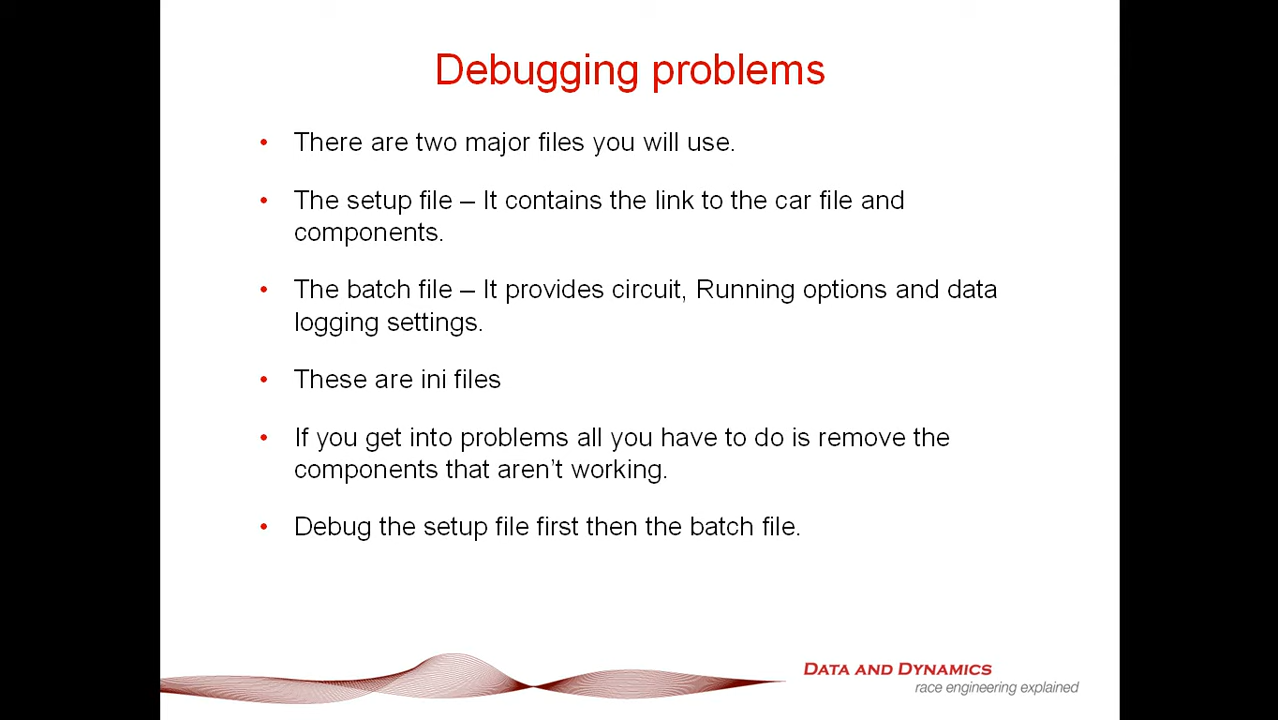 Debugging problems
• There are two major files you will use.
• The setup file – It contains the link to the car file and
components.
• The batch file – It provides circuit, Running options and data
logging settings.
• These are ini files
• If you get into problems all you have to do is remove the
components that aren’t working.
• Debug the setup file first then the batch file.
DATA AND DYNAMICS
race engineering explained